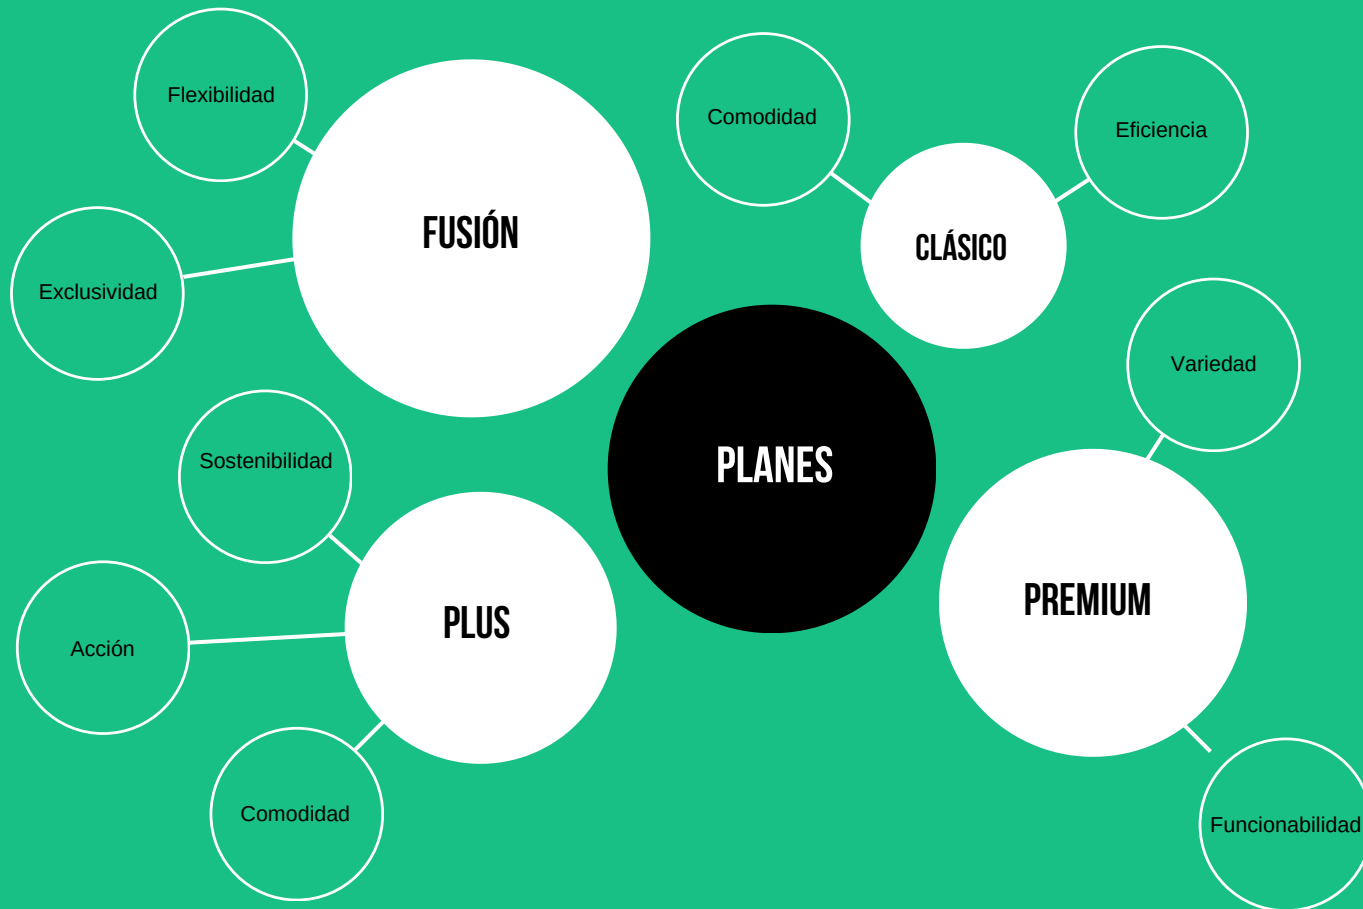 Flexibilidad
FUSIÓN
Exclusividad
Comodidad
CLÁSICO
Eficiencia
PLANES
Sostenibilidad
PLUS
Acción
Comodidad
Variedad
PREMIUM
Funcionabilidad